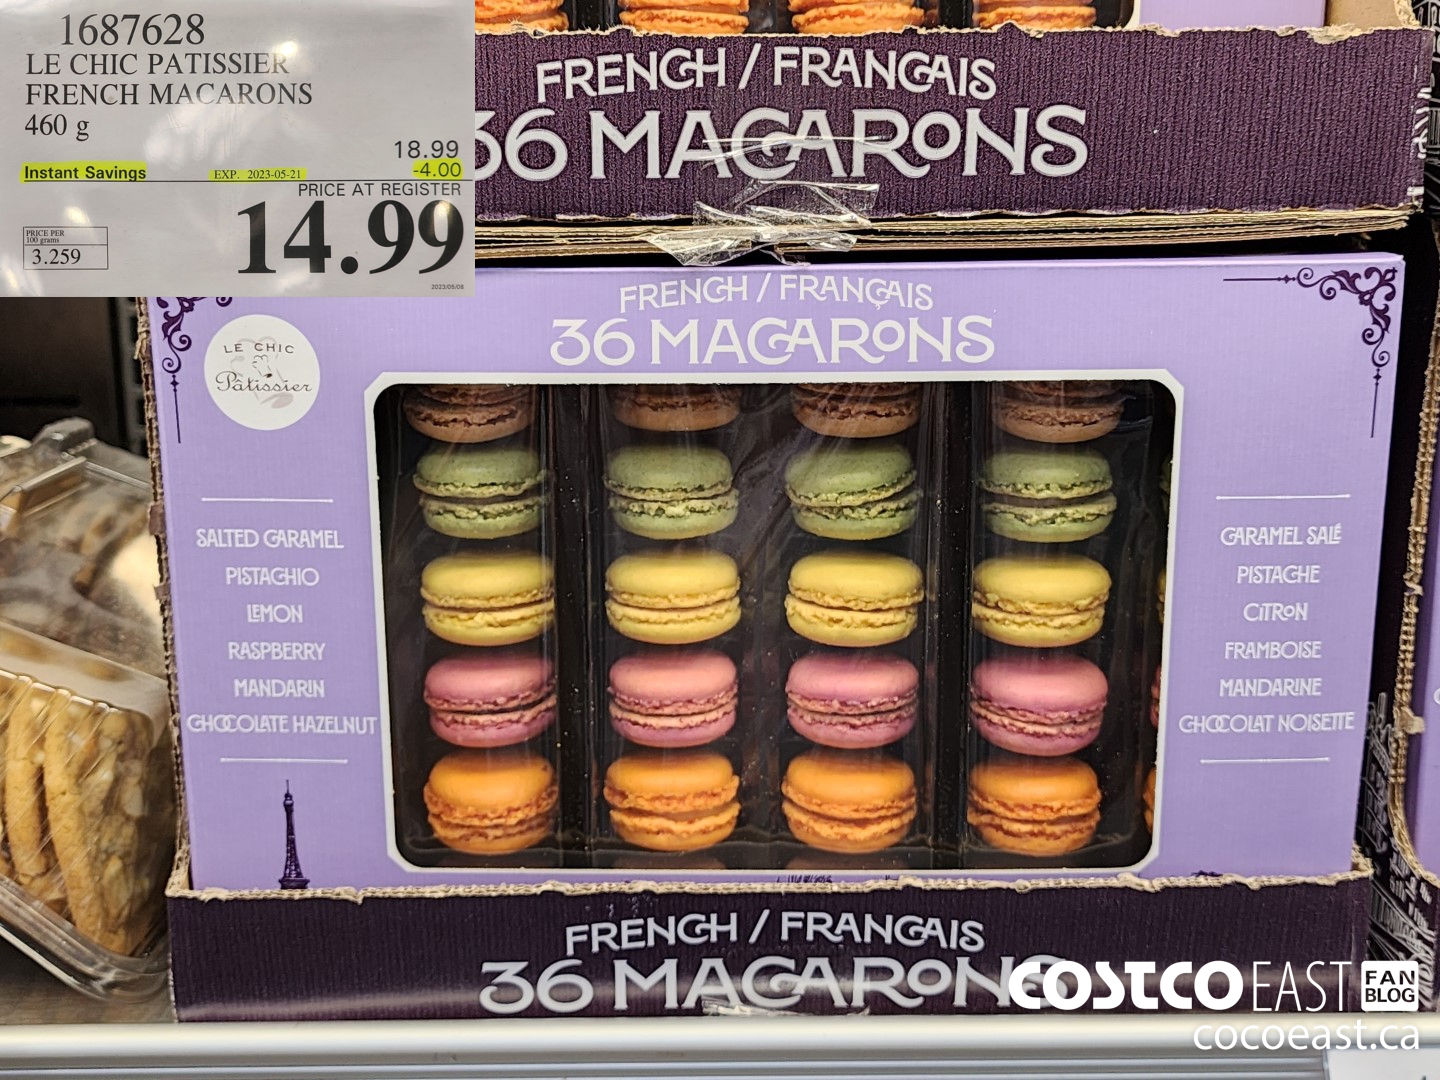 1687628
LE CHIC PATISSIER
FRENCH MACARONS
460 g
18.99
Instant Savings EXP. 2023-05-21 -4.00
PRICE AT REGISTER
14.99
PRICE PER
100 grams
3.259
2023/05/08
FRENCH / FRANÇAIS
36 MACARONS
FRENCH / FRANÇAIS
36 MACARONS
LE CHIC
Pâtissier
SALTED CARAMEL
PISTACHIO
LEMON
RASPBERRY
MANDARIN
CHOCOLATE HAZELNUT
CARAMEL SALÉ
PISTACHE
CITRON
FRAMBOISE
MANDARINE
CHOCOLAT NOISETTE
FRENCH / FRANÇAIS
36 MACARONS
COSTCO EAST FAN
BLOG
cocoeast.ca